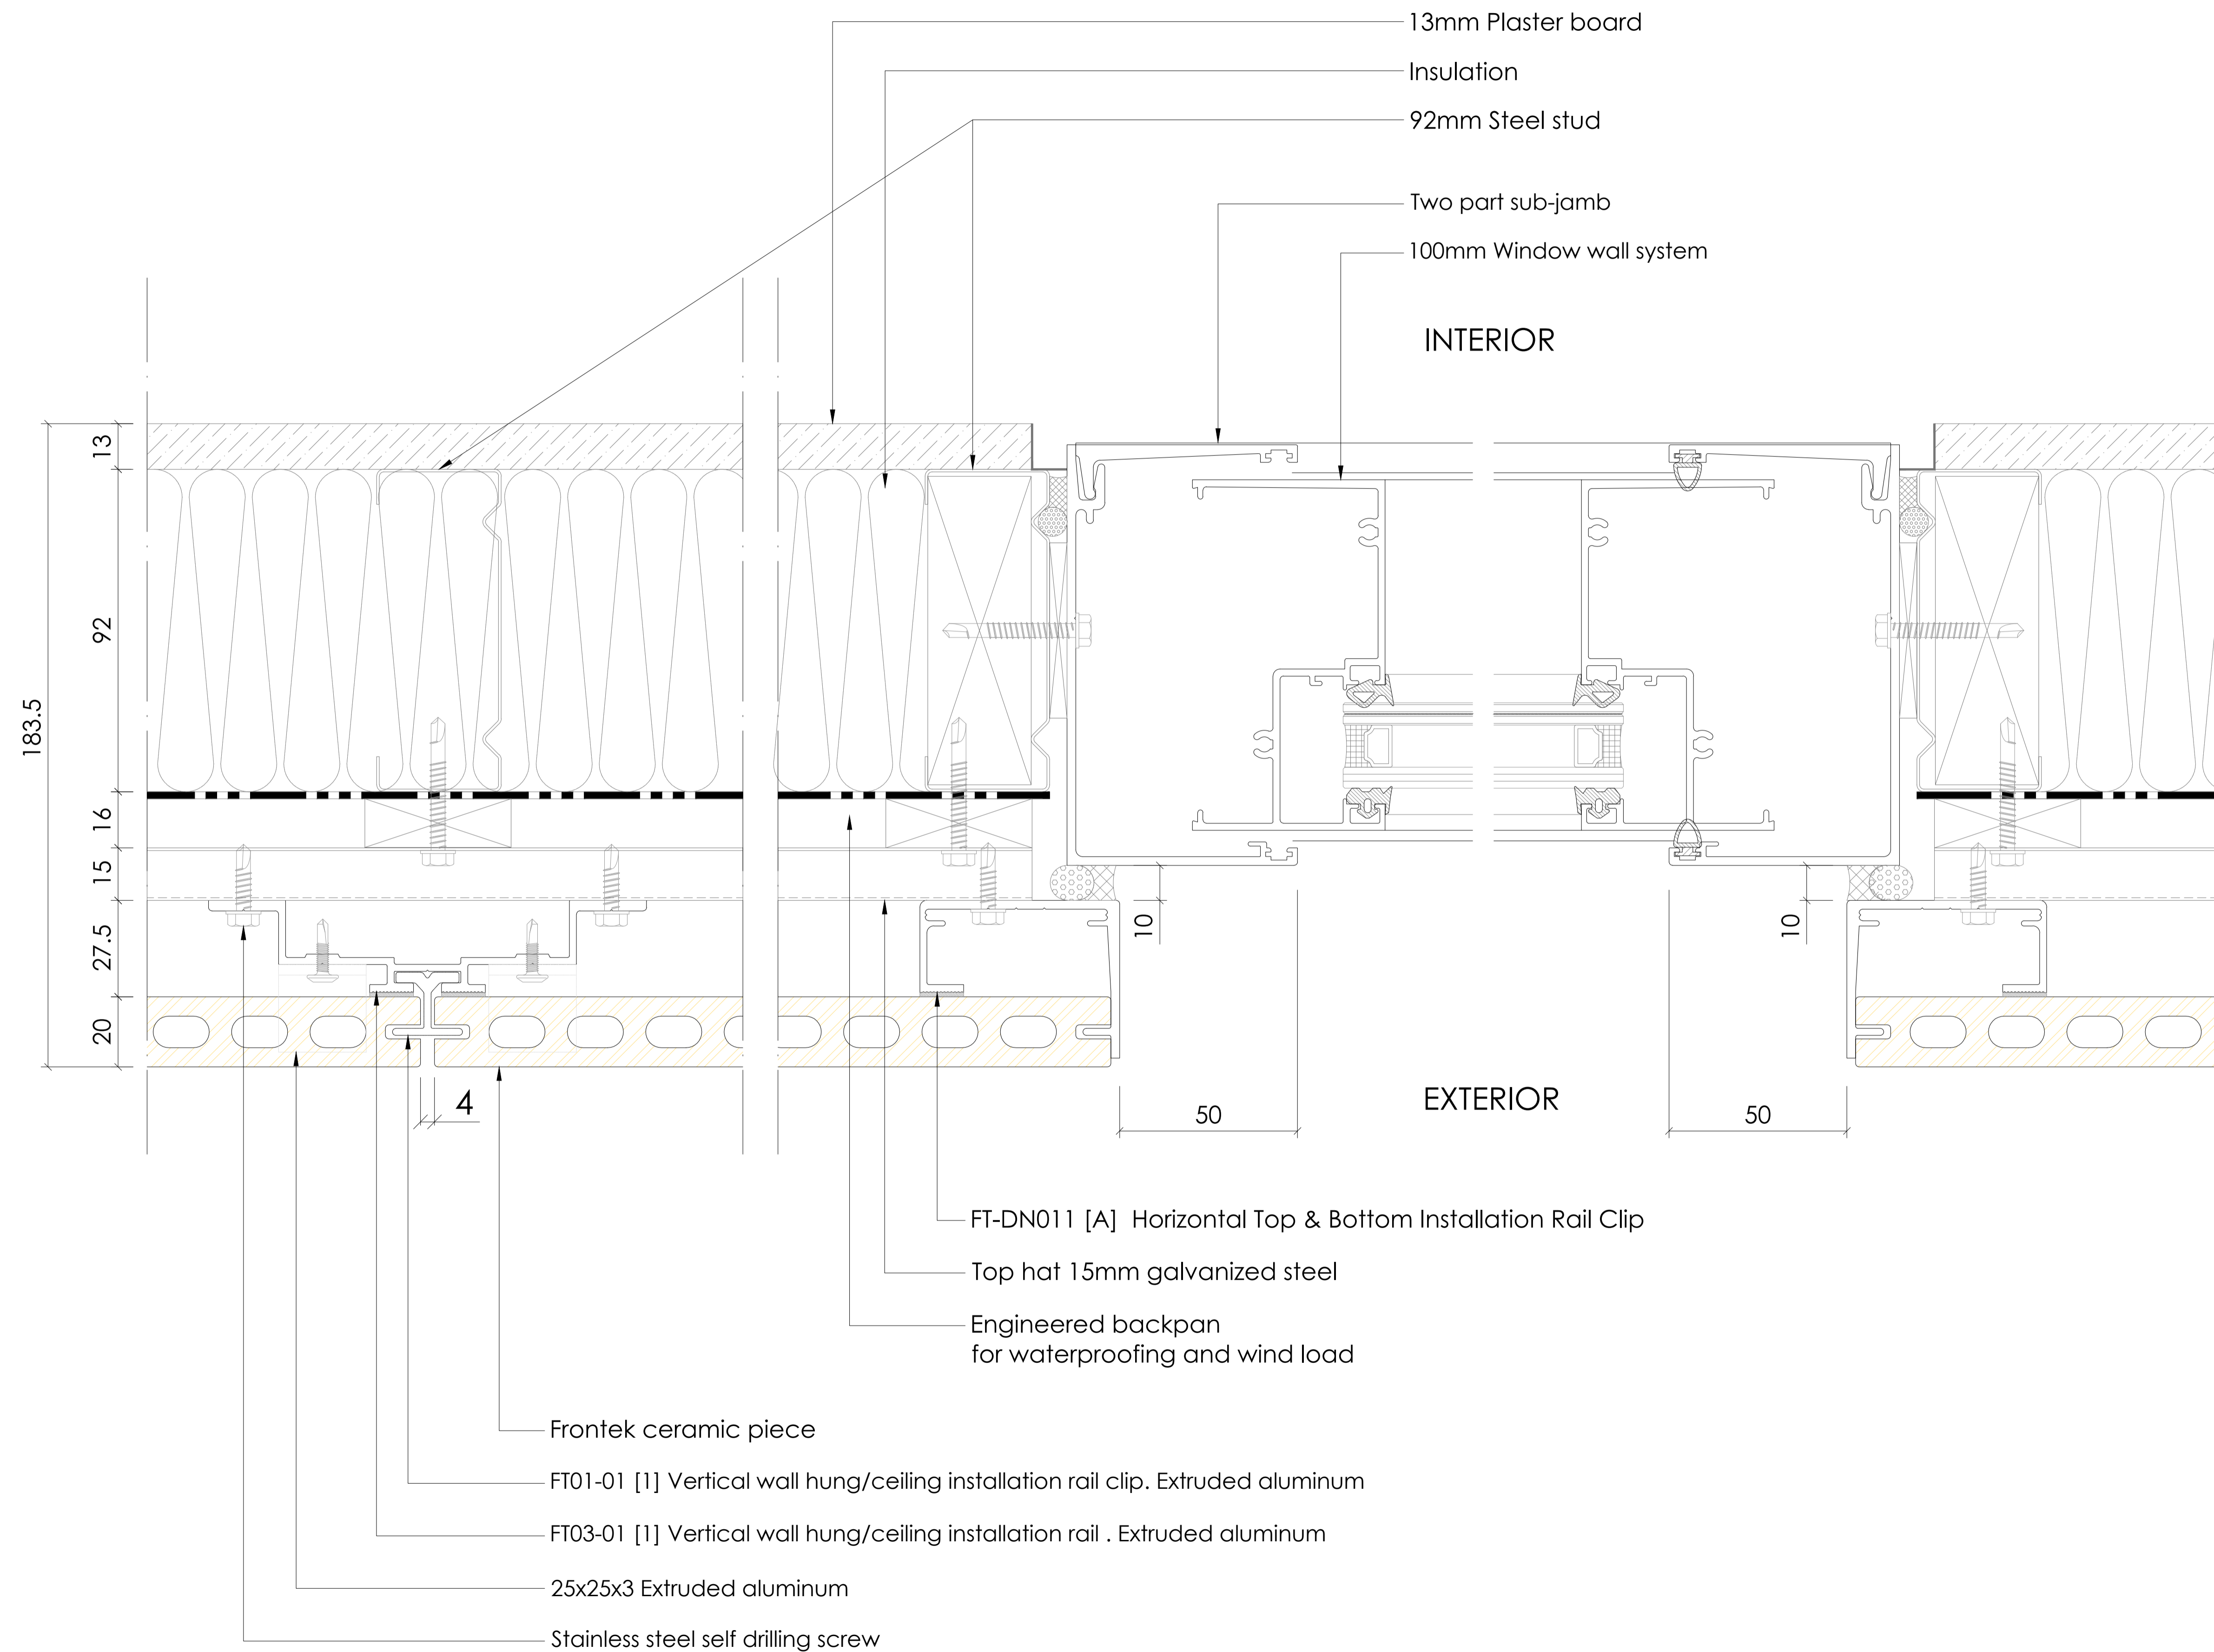 13mm Plaster board
Insulation
92mm Steel stud
Two part sub-jamb
100mm Window wall system
INTERIOR
13
92
183.5
16
15
10
10
27.5
20
4
50
EXTERIOR
50
FT-DN011 [A] Horizontal Top & Bottom Installation Rail Clip
Top hat 15mm galvanized steel
Engineered backpan
for waterproofing and wind load
Frontek ceramic piece
FT01-01 [1] Vertical wall hung/ceiling installation rail clip. Extruded aluminum
FT03-01 [1] Vertical wall hung/ceiling installation rail . Extruded aluminum
25x25x3 Extruded aluminum
Stainless steel self drilling screw